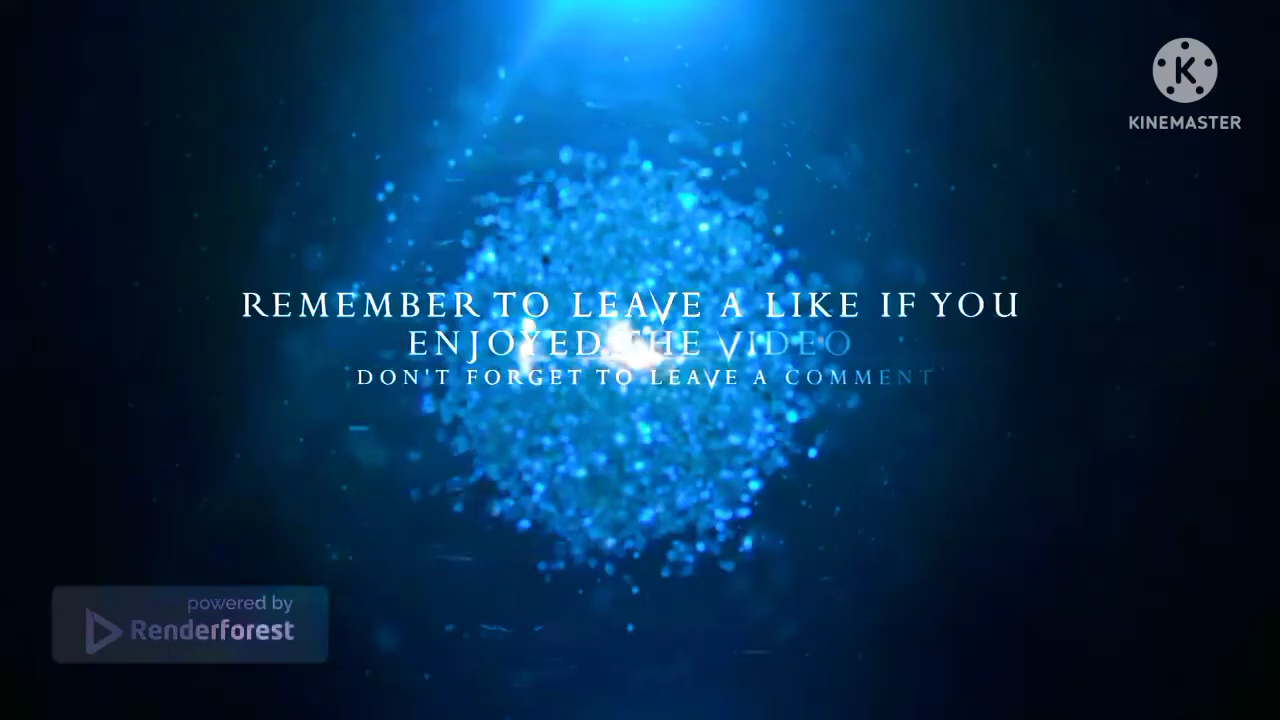 KINEMASTER
REMEMBER TO LEAVE A LIKE IF YOU
ENJOYED THE VIDEO
DON'T FORGET TO LEAVE A COMMENT
powered by
Renderforest